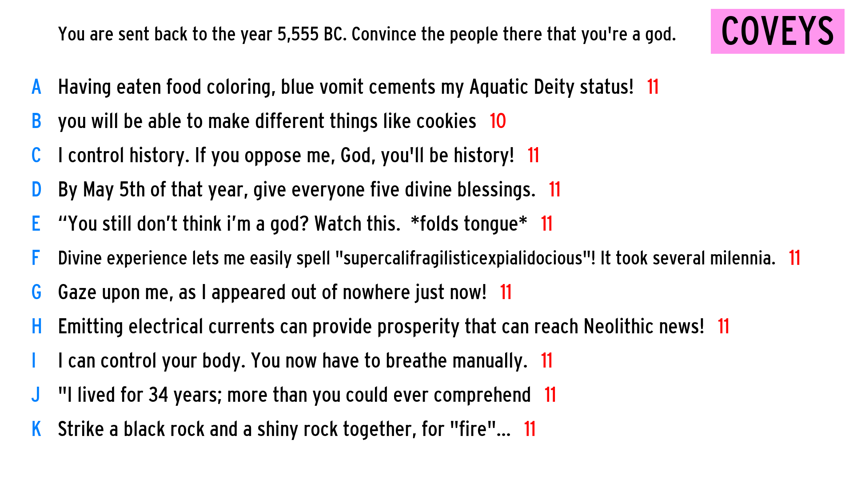 You are sent back to the year 5,555 BC. Convince the people there that you're a god.
COVEYS
A Having eaten food coloring, blue vomit cements my Aquatic Deity status! 11
B you will be able to make different things like cookies 10
C I control history. If you oppose me, God, you'll be history! 11
D By May 5th of that year, give everyone five divine blessings. 11
E “You still don’t think i’m a god? Watch this. *folds tongue* 11
F Divine experience lets me easily spell "supercalifragilisticexpialidocious"! It took several milennia. 11
G Gaze upon me, as I appeared out of nowhere just now! 11
H Emitting electrical currents can provide prosperity that can reach Neolithic news! 11
I I can control your body. You now have to breathe manually. 11
J "I lived for 34 years; more than you could ever comprehend 11
K Strike a black rock and a shiny rock together, for "fire"... 11